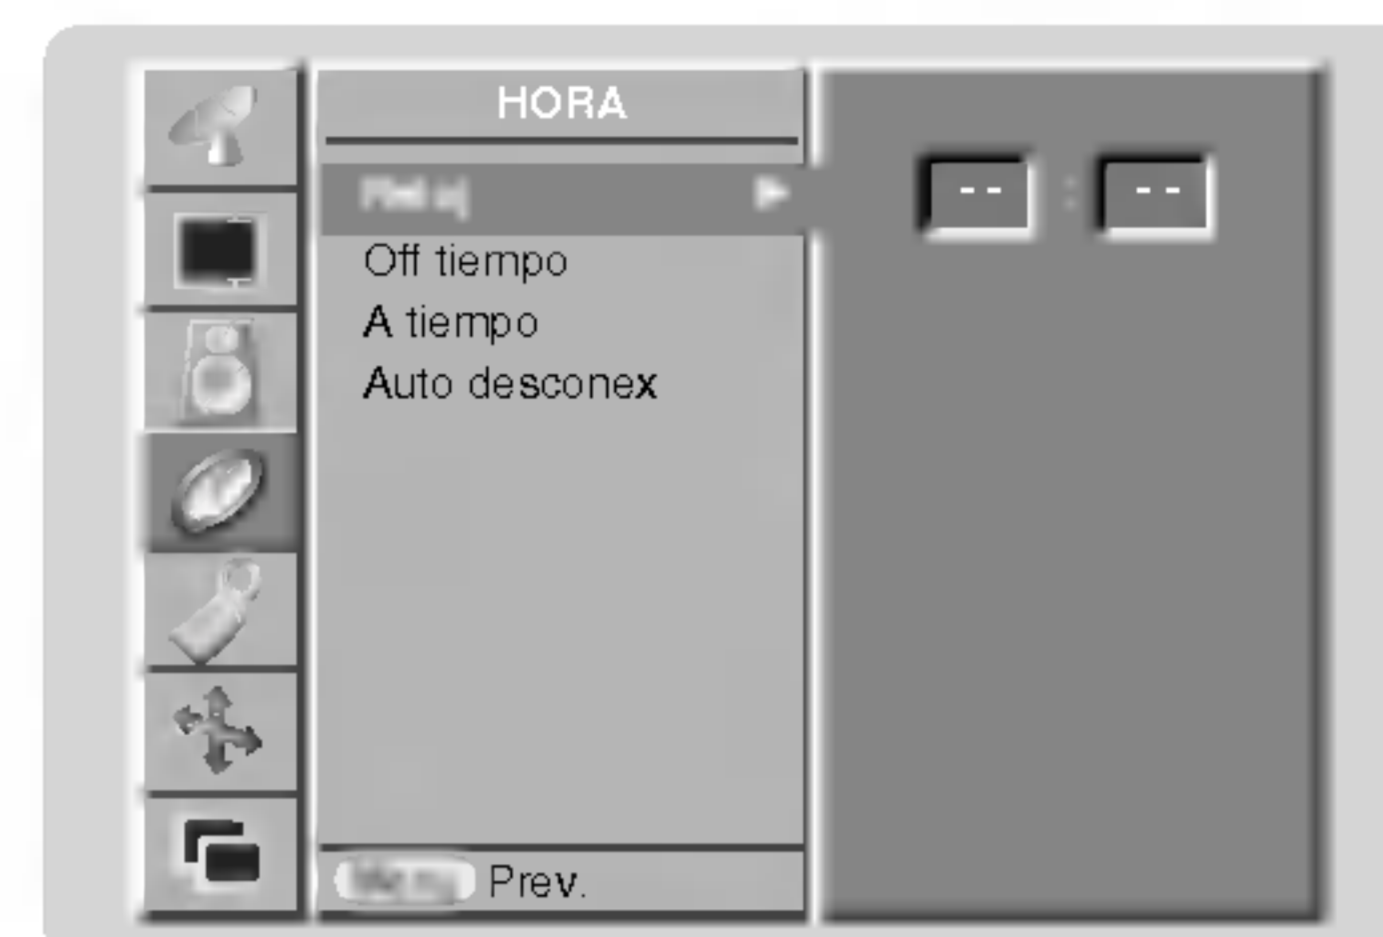 HORA
-- : --
Off tiempo
A tiempo
Auto desconex
Prev.